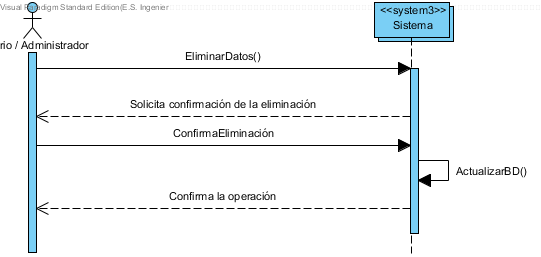 Visual Paradigm Standard Edition(E.S. Ingenier
<<system3>>
Sistema
rio / Administrador
EliminarDatos()
Solicita confirmación de la eliminación
ConfirmaEliminación
ActualizarBD()
Confirma la operación